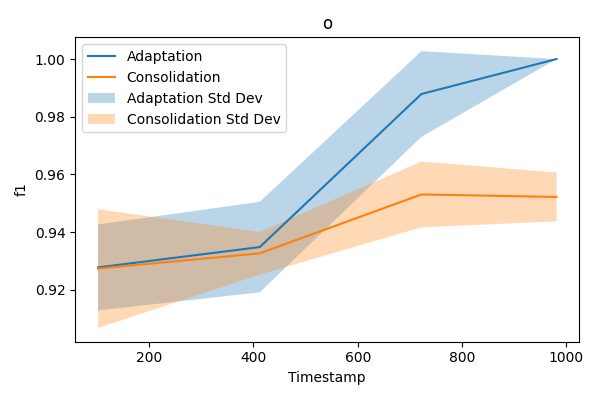 o
Adaptation
Consolidation
Adaptation Std Dev
Consolidation Std Dev
f1
1.00
0.98
0.96
0.94
0.92
200
400
600
800
1000
Timestamp